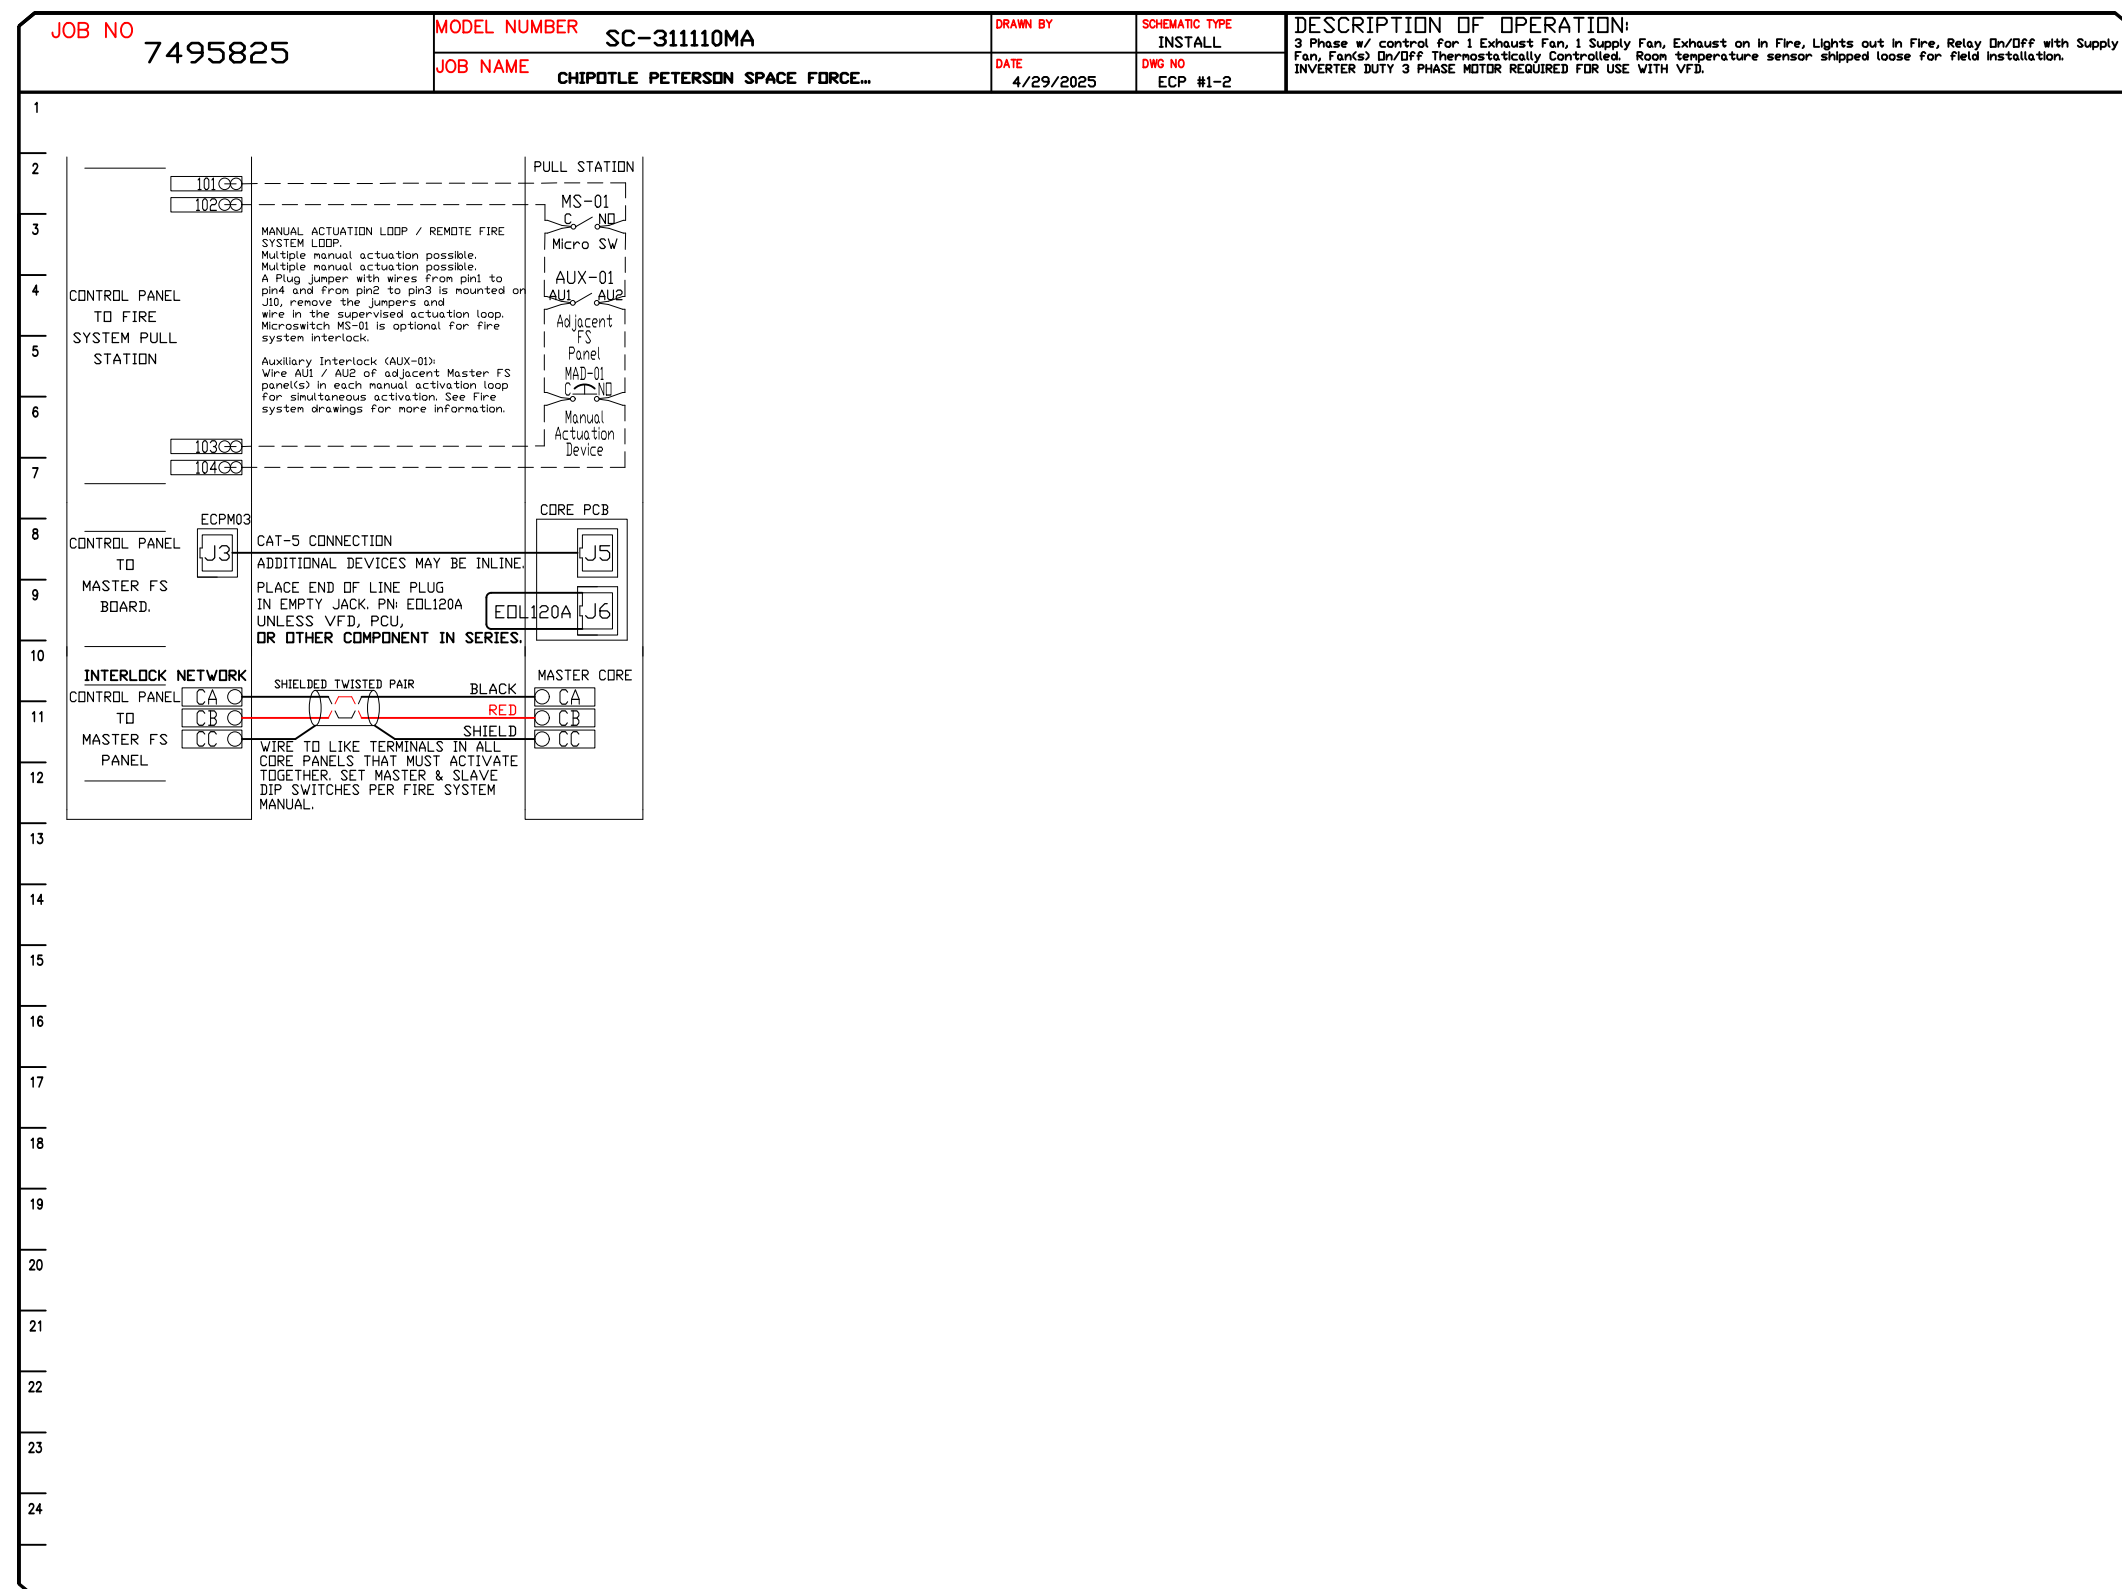 JOB NO
7495825
MODEL NUMBER
SC-311110MA
JOB NAME
CHIPOTLE PETERSON SPACE FORCE...
DRAWN BY
DATE
4/29/2025
SCHEMATIC TYPE
INSTALL
DWG NO
ECP #1-2
DESCRIPTION OF OPERATION:
3 Phase w/ control for 1 Exhaust Fan, 1 Supply Fan, Exhaust on in Fire, Lights out in Fire, Relay On/Off with Supply
Fan, Fan(s) On/Off Thermostatically Controlled. Room temperature sensor shipped loose for field installation.
INVERTER DUTY 3 PHASE MOTOR REQUIRED FOR USE WITH VFD.
1
2
3
4
5
6
7
8
9
10
11
12
13
14
15
16
17
18
19
20
21
22
23
24
CONTROL PANEL
TO FIRE
SYSTEM PULL
STATION
101
102
103
104
MANUAL ACTUATION LOOP / REMOTE FIRE
SYSTEM LOOP.
Multiple manual actuation possible.
Multiple manual actuation possible.
A Plug jumper with wires from pin1 to
pin4 and from pin2 to pin3 is mounted on
J10, remove the jumpers and
wire in the supervised actuation loop.
Microswitch MS-01 is optional for fire
system interlock.
Auxiliary Interlock (AUX-01):
Wire AU1 / AU2 of adjacent Master FS
panel(s) in each manual activation loop
for simultaneous activation. See Fire
system drawings for more information.
PULL STATION
MS-01
C NO
Micro SW
AUX-01
AU1 AU2
Adjacent
FS
Panel
MAD-01
C NO
Manual
Actuation
Device
CONTROL PANEL
TO
MASTER FS
BOARD.
ECPM03
J3
CAT-5 CONNECTION
ADDITIONAL DEVICES MAY BE INLINE.
PLACE END OF LINE PLUG
IN EMPTY JACK. PN: EOL120A
UNLESS VFD, PCU,
OR OTHER COMPONENT IN SERIES.
CORE PCB
J5
EOL120A
J6
INTERLOCK NETWORK
CONTROL PANEL
TO
MASTER FS
PANEL
CA
CB
CC
SHIELDED TWISTED PAIR
BLACK
RED
SHIELD
MASTER CORE
CA
CB
CC
WIRE TO LIKE TERMINALS IN ALL
CORE PANELS THAT MUST ACTIVATE
TOGETHER. SET MASTER & SLAVE
DIP SWITCHES PER FIRE SYSTEM
MANUAL.